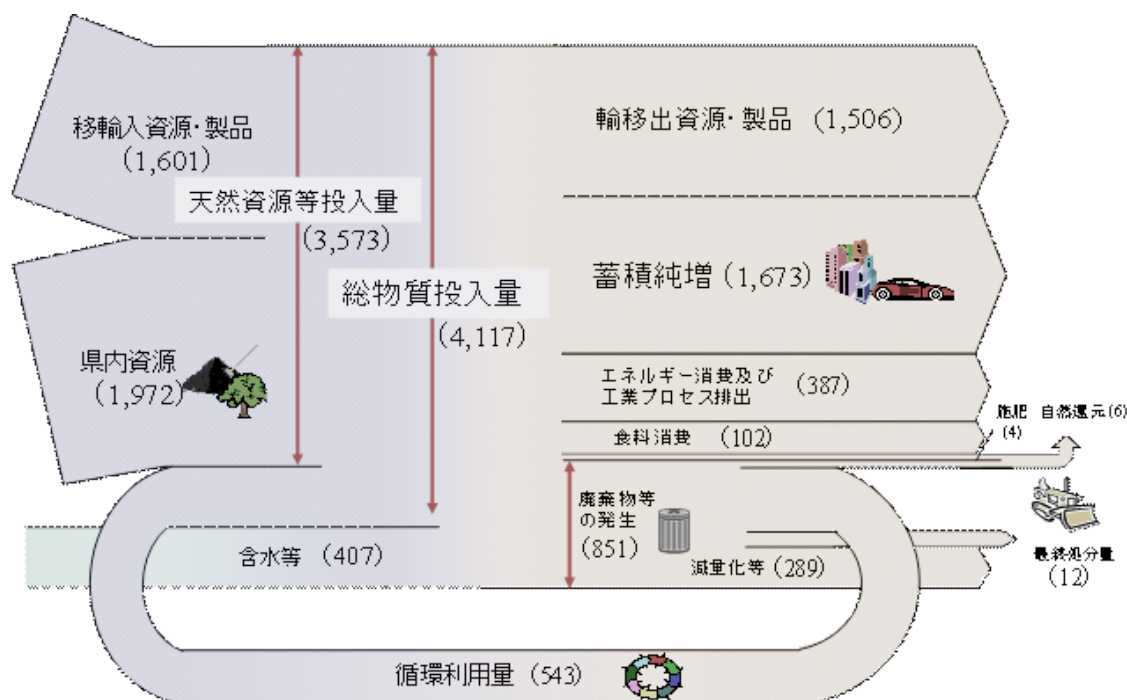 移輸入資源・製品
(1,601)
天然資源等投入量
(3,573)
総物質投入量
(4,117)
県内資源
(1,972)
含水等 (407)
循環利用量 (543)
輸移出資源・製品 (1,506)
蓄積純増 (1,673)
エネルギー消費及び
工業プロセス排出
(387)
食料消費 (102)
施肥
(4)
自然還元(6)
廃棄物等
の発生
(851)
減量化等 (289)
最終処分量
(12)